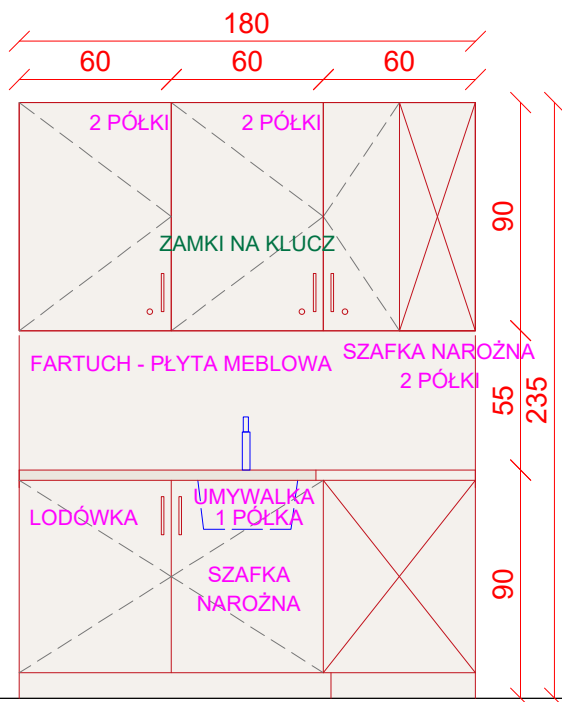 180
60 60 60
2 PÓŁKI 2 PÓŁKI
90
ZAMKI NA KLUCZ
FARTUCH - PŁYTA MEBLOWA
SZAFKA NAROŻNA
2 PÓŁKI
55
235
LODÓWKA
UMYWALKA
1 PÓŁKA
SZAFKA
NAROŻNA
90